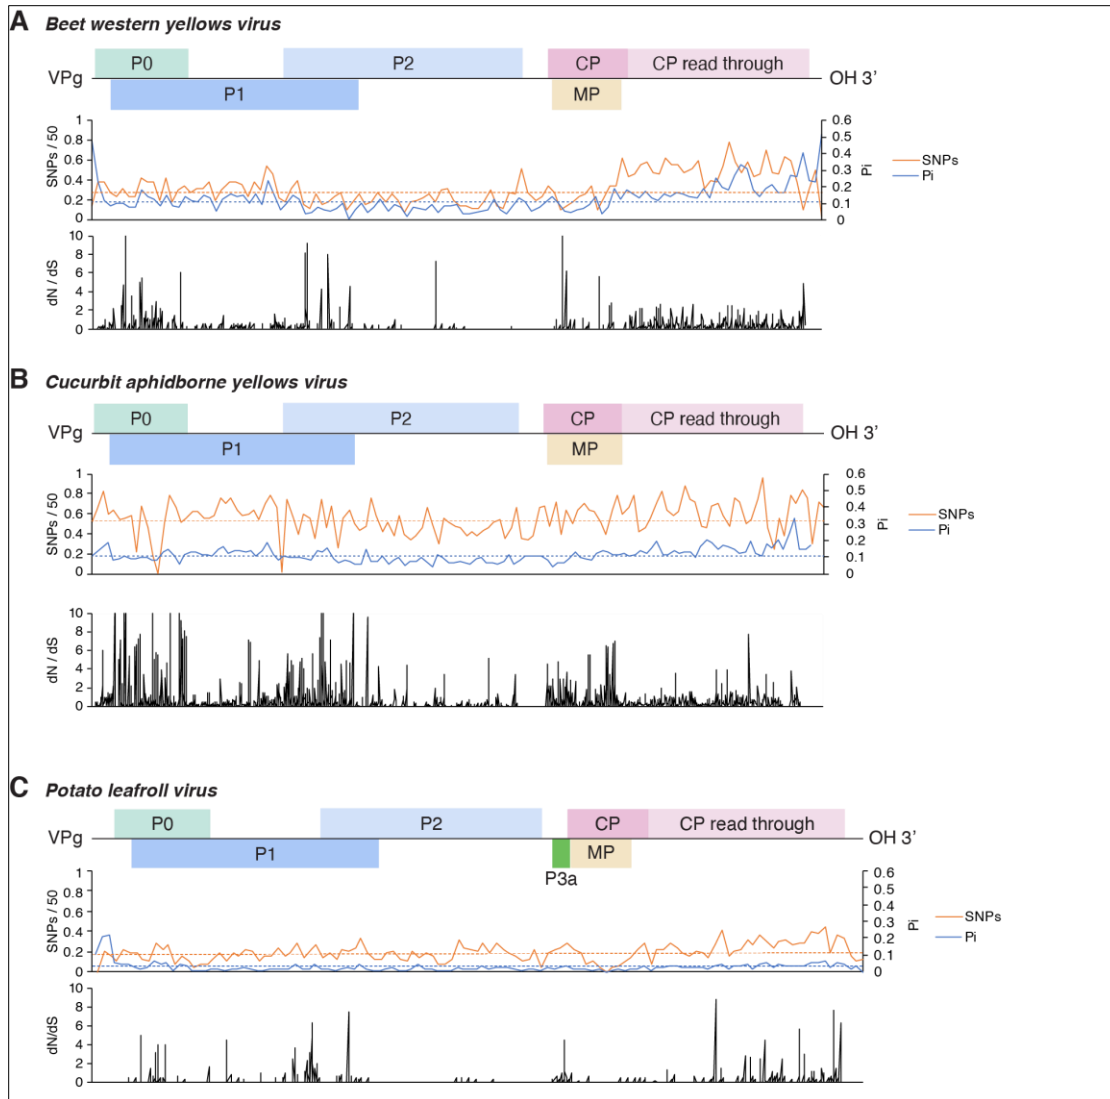 A Beet western yellows virus
P0 P2 CP CP read through
VPg OH 3'
P1 MP
1 0.6
0.8 0.5
0.6 0.4
0.4 0.3
0.2 0.2
0 0.1
0
SNPs / 50 Pi
SNPs
Pi
10
8
6
4
2
0
dN / dS
B Cucurbit aphidborne yellows virus
P0 P2 CP CP read through
VPg OH 3'
P1 MP
1 0.6
0.8 0.5
0.6 0.4
0.4 0.3
0.2 0.2
0 0.1
0
SNPs / 50 Pi
SNPs
Pi
10
8
6
4
2
0
dN / dS
C Potato leafroll virus
P0 P2 CP CP read through
VPg OH 3'
P1 MP
P3a
1 0.6
0.8 0.5
0.6 0.4
0.4 0.3
0.2 0.2
0 0.1
0
SNPs / 50 Pi
SNPs
Pi
10
8
6
4
2
0
dN/dS